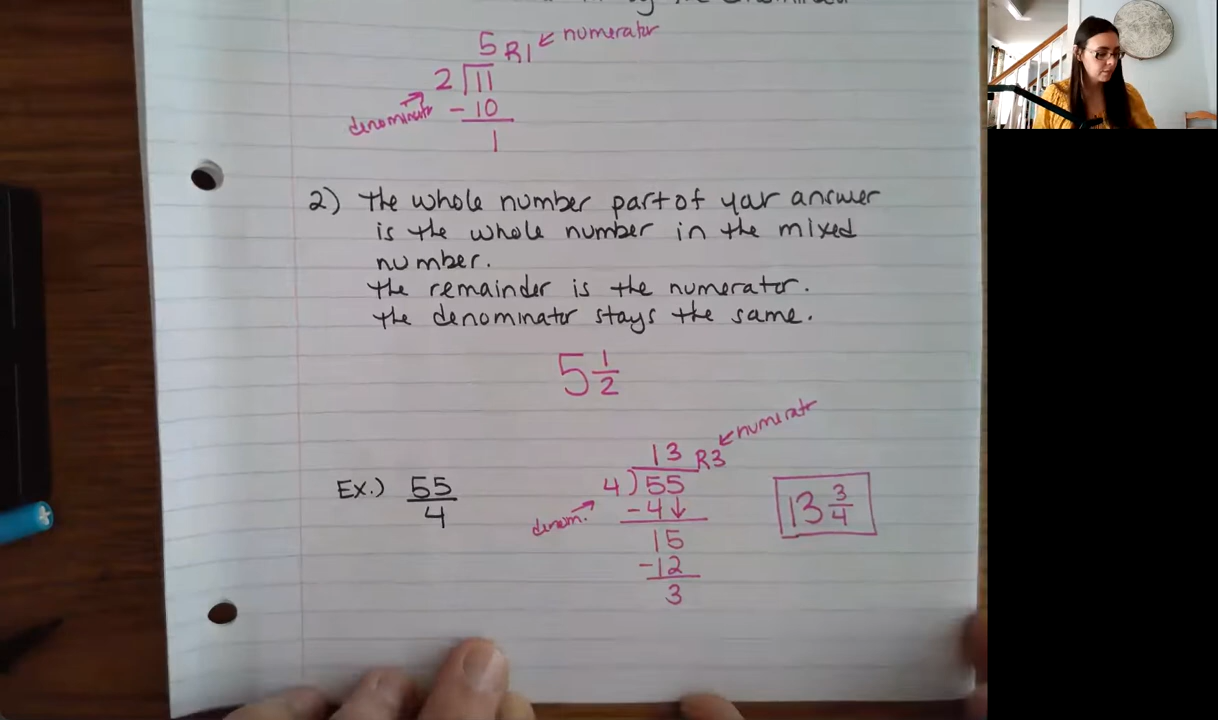 5 R1 ← numerator
2 ⟌11
denominatr →
- 10
1
2) the whole number part of your answer
is the whole number in the mixed
number.
the remainder is the numerator.
the denominator stays the same.
5 1/2
Ex.) 55/4
13 R3 ← numeratr
4 ⟌55
denom. →
- 4 ↓
15
- 12
3
13 3/4